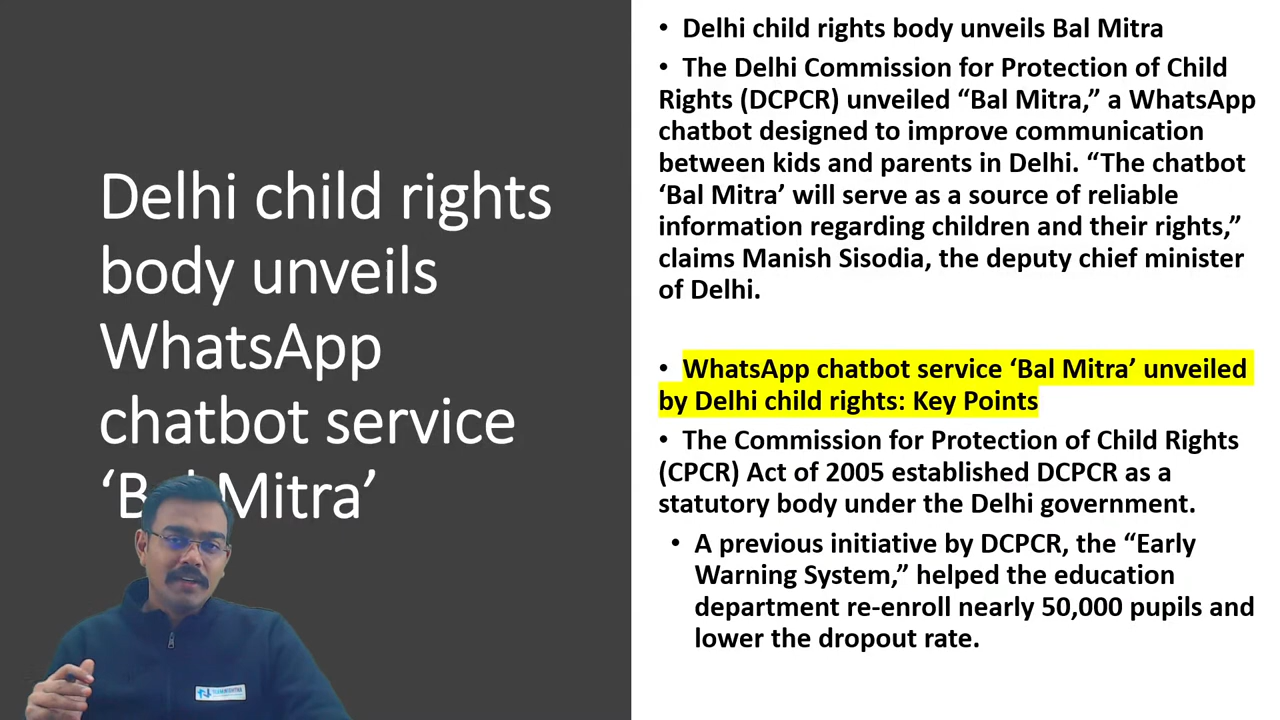 Delhi child rights
body unveils
WhatsApp
chatbot service
Mitra’
• Delhi child rights body unveils Bal Mitra
• The Delhi Commission for Protection of Child
Rights (DCPCR) unveiled “Bal Mitra,” a WhatsApp
chatbot designed to improve communication
between kids and parents in Delhi. “The chatbot
‘Bal Mitra’ will serve as a source of reliable
information regarding children and their rights,”
claims Manish Sisodia, the deputy chief minister
of Delhi.
• WhatsApp chatbot service ‘Bal Mitra’ unveiled
by Delhi child rights: Key Points
• The Commission for Protection of Child Rights
(CPCR) Act of 2005 established DCPCR as a
statutory body under the Delhi government.
• A previous initiative by DCPCR, the “Early
Warning System,” helped the education
department re-enroll nearly 50,000 pupils and
lower the dropout rate.